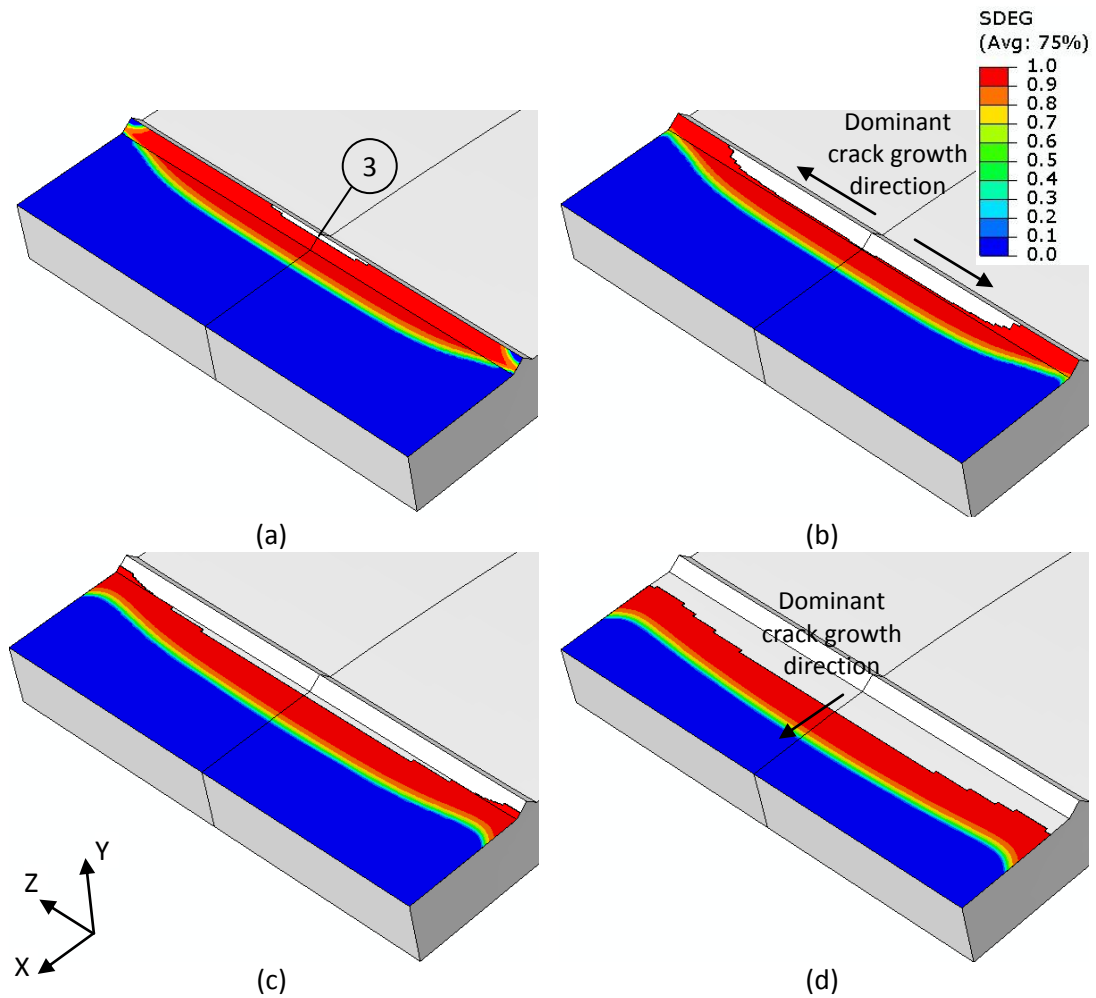 SDEG
(Avg: 75%)
1.0
0.9
0.8
0.7
0.6
0.5
0.4
0.3
0.2
0.1
0.0
3
Dominant
crack growth
direction
(a)
(b)
Dominant
crack growth
direction
Y
Z
X
(c)
(d)